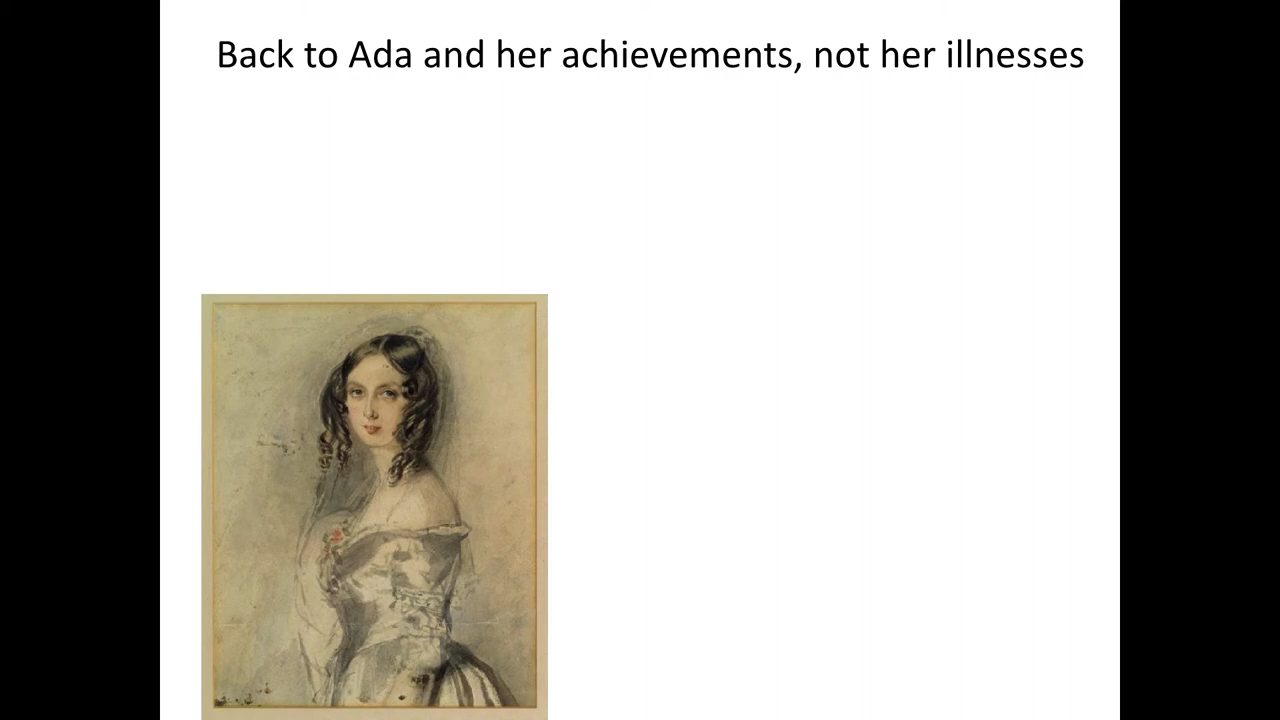 Back to Ada and her achievements, not her illnesses